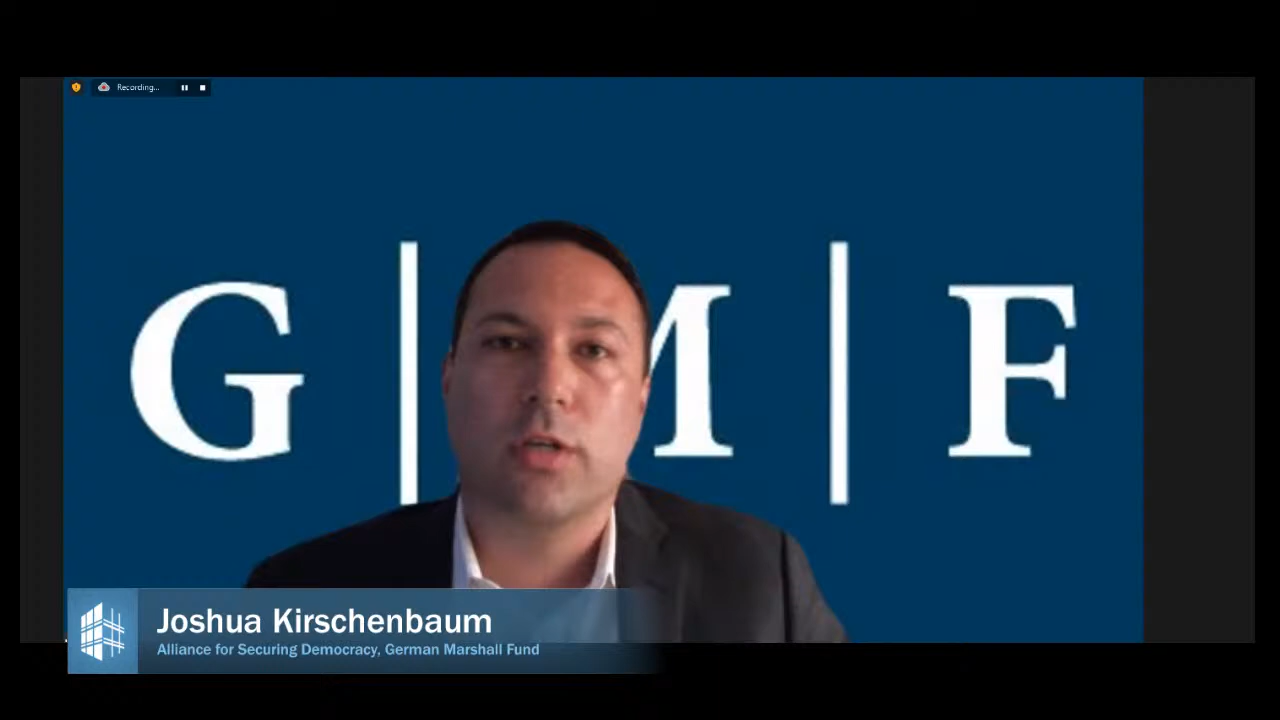 Recording...
G | M | F
Joshua Kirschenbaum
Alliance for Securing Democracy, German Marshall Fund